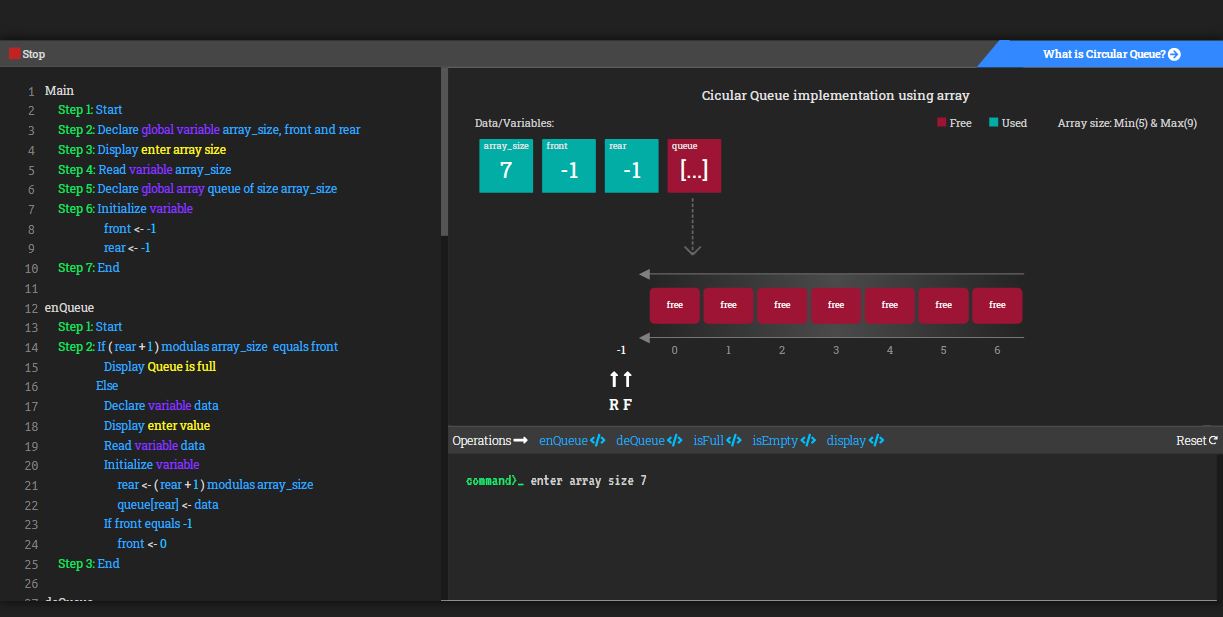 Stop
What is Circular Queue?
1 Main
2 Step 1: Start
3 Step 2: Declare global variable array_size, front and rear
4 Step 3: Display enter array size
5 Step 4: Read variable array_size
6 Step 5: Declare global array queue of size array_size
7 Step 6: Initialize variable
8 front <- -1
9 rear <- -1
10 Step 7: End
11
12 enQueue
13 Step 1: Start
14 Step 2: If ( rear + 1 ) modulas array_size equals front
15 Display Queue is full
16 Else
17 Declare variable data
18 Display enter value
19 Read variable data
20 Initialize variable
21 rear <- ( rear + 1 ) modulas array_size
22 queue[rear] <- data
23 If front equals -1
24 front <- 0
25 Step 3: End
26
27 deQueue
Cicular Queue implementation using array
Data/Variables:
Free Used Array size: Min(5) & Max(9)
array_size front rear queue
7 -1 -1 [...]
free free free free free free free
-1 0 1 2 3 4 5 6
R F
Operations enQueue</> deQueue</> isFull</> isEmpty</> display</> Reset
command>_ enter array size 7